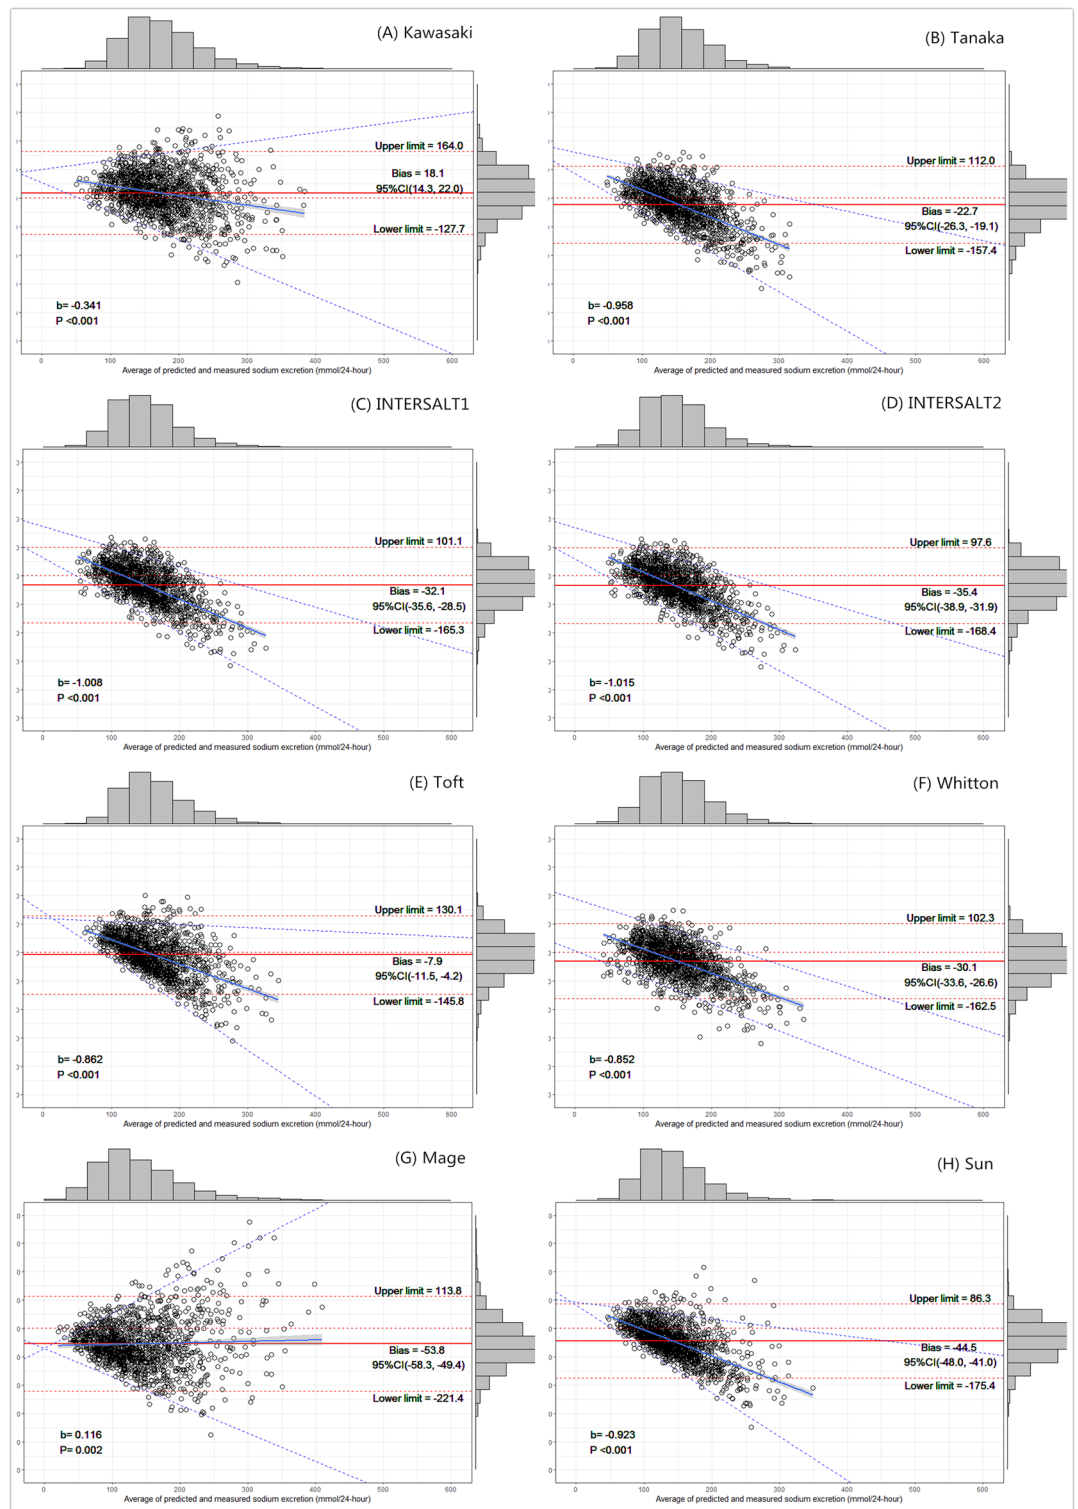 (A) Kawasaki
Upper limit = 164.0
Bias = 18.1
95%CI(14.3, 22.0)
Lower limit = -127.7
b= -0.341
P <0.001
0 100 200 300 400 500 600
Average of predicted and measured sodium excretion (mmol/24-hour)
(B) Tanaka
Upper limit = 112.0
Bias = -22.7
95%CI(-26.3, -19.1)
Lower limit = -157.4
b= -0.958
P <0.001
0 100 200 300 400 500 600
Average of predicted and measured sodium excretion (mmol/24-hour)
(C) INTERSALT1
Upper limit = 101.1
Bias = -32.1
95%CI(-35.6, -28.5)
Lower limit = -165.3
b= -1.008
P <0.001
0 100 200 300 400 500 600
Average of predicted and measured sodium excretion (mmol/24-hour)
(D) INTERSALT2
Upper limit = 97.6
Bias = -35.4
95%CI(-38.9, -31.9)
Lower limit = -168.4
b= -1.015
P <0.001
0 100 200 300 400 500 600
Average of predicted and measured sodium excretion (mmol/24-hour)
(E) Toft
Upper limit = 130.1
Bias = -7.9
95%CI(-11.5, -4.2)
Lower limit = -145.8
b= -0.862
P <0.001
0 100 200 300 400 500 600
Average of predicted and measured sodium excretion (mmol/24-hour)
(F) Whitton
Upper limit = 102.3
Bias = -30.1
95%CI(-33.6, -26.6)
Lower limit = -162.5
b= -0.852
P <0.001
0 100 200 300 400 500 600
Average of predicted and measured sodium excretion (mmol/24-hour)
(G) Mage
Upper limit = 113.8
Bias = -53.8
95%CI(-58.3, -49.4)
Lower limit = -221.4
b= 0.116
P= 0.002
0 100 200 300 400 500 600
Average of predicted and measured sodium excretion (mmol/24-hour)
(H) Sun
Upper limit = 86.3
Bias = -44.5
95%CI(-48.0, -41.0)
Lower limit = -175.4
b= -0.923
P <0.001
0 100 200 300 400 500 600
Average of predicted and measured sodium excretion (mmol/24-hour)